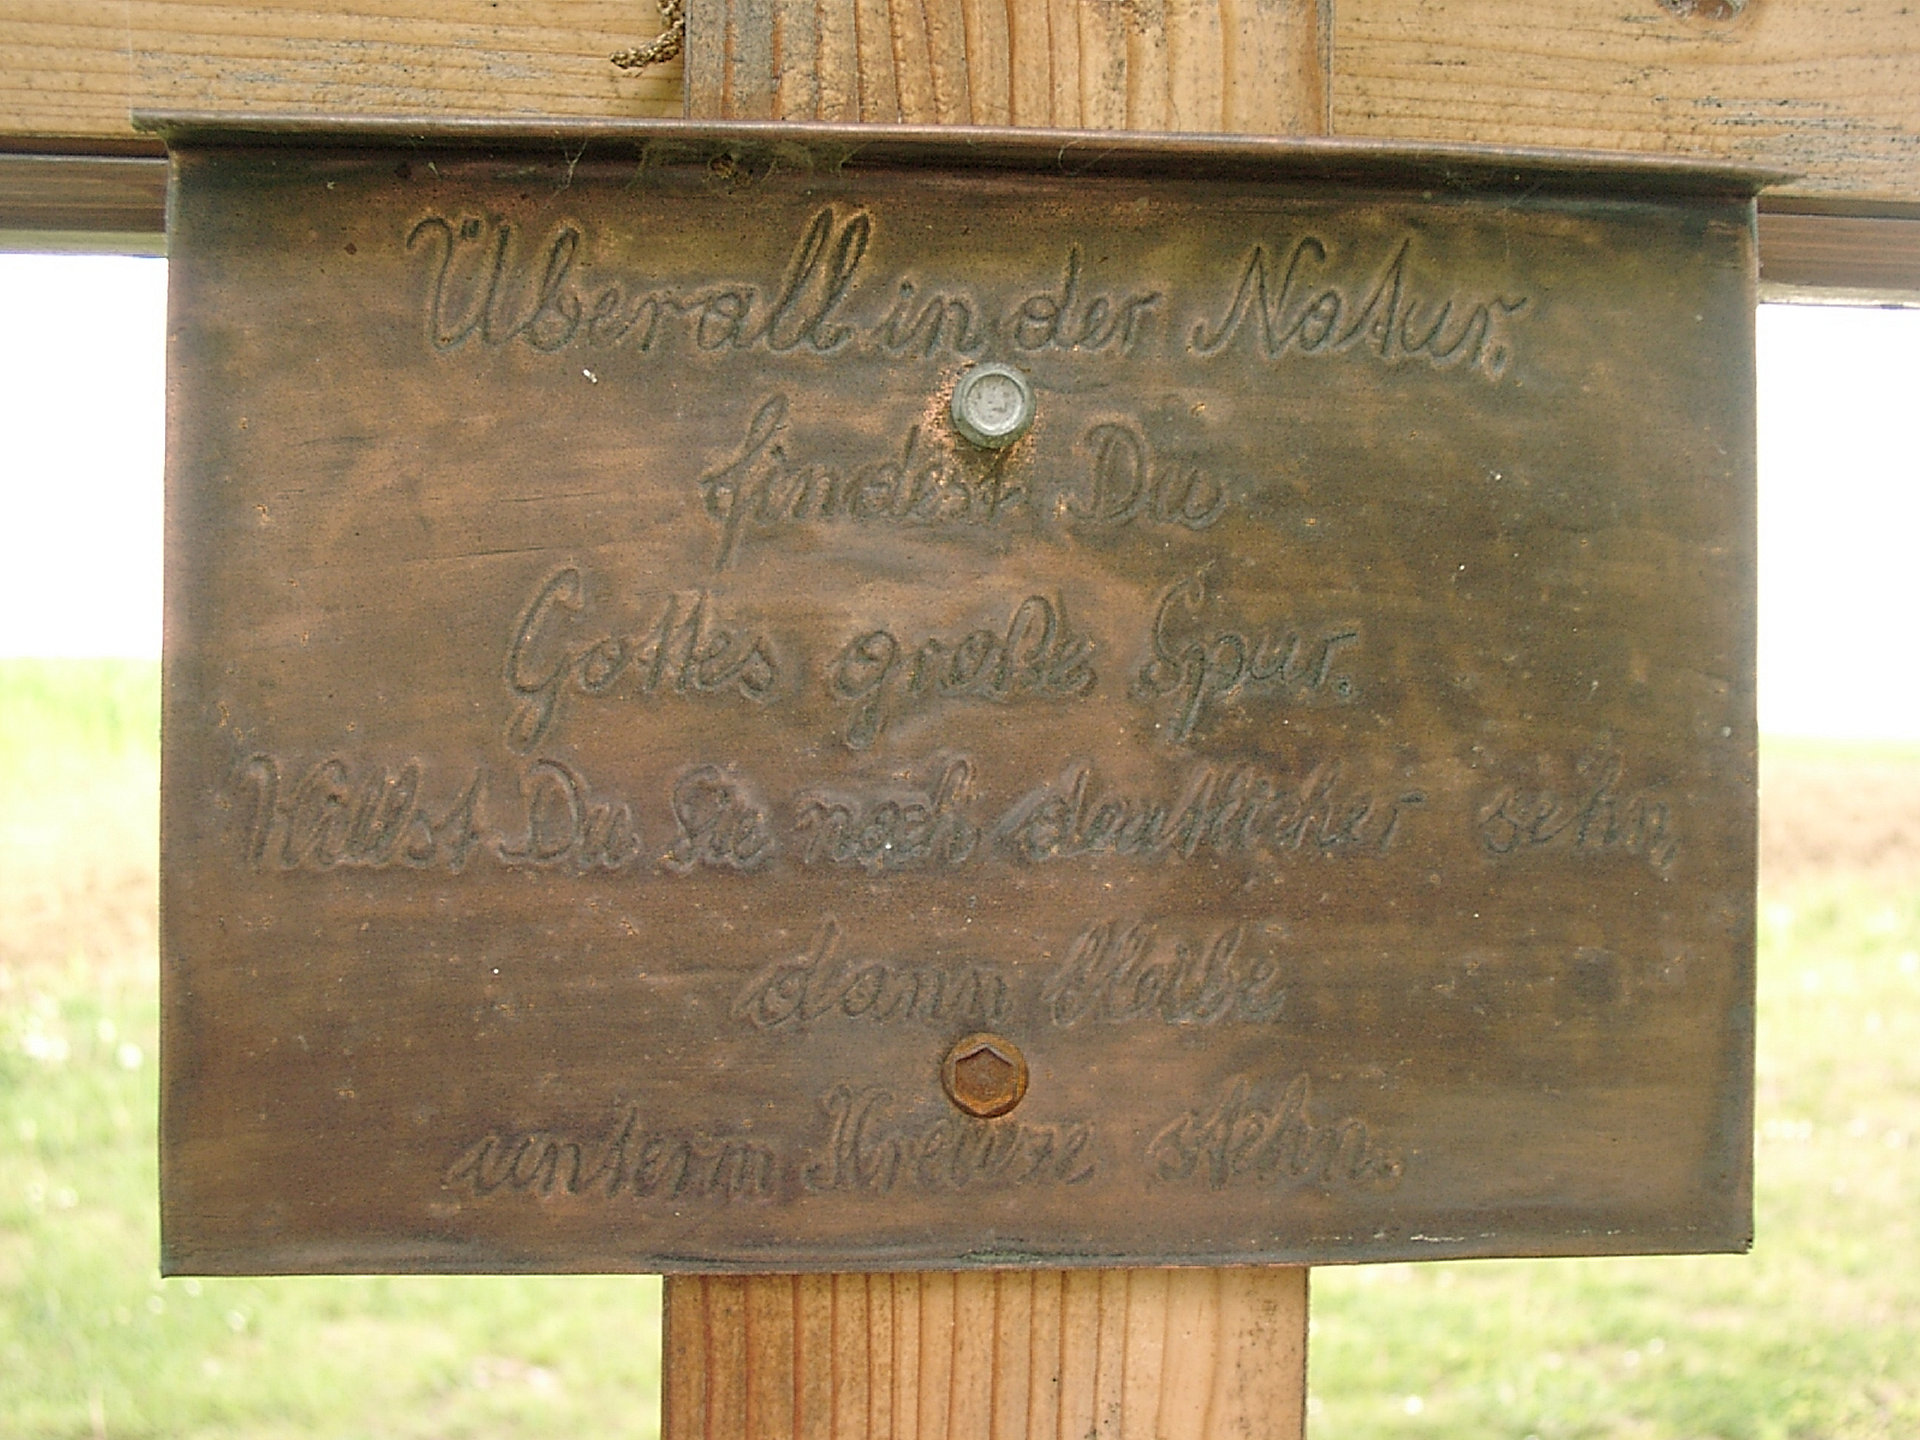 Überall in der Natur.
findest Du
Gottes große Spur.
Willst Du Sie noch deutlicher sehn,
dann bleibe
unterm Kreuze stehn.